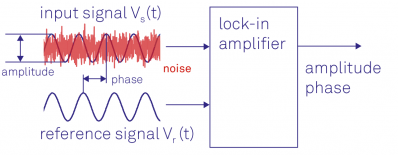 input signal Vs(t)
amplitude
phase
noise
reference signal Vr(t)
lock-in
amplifier
amplitude
phase